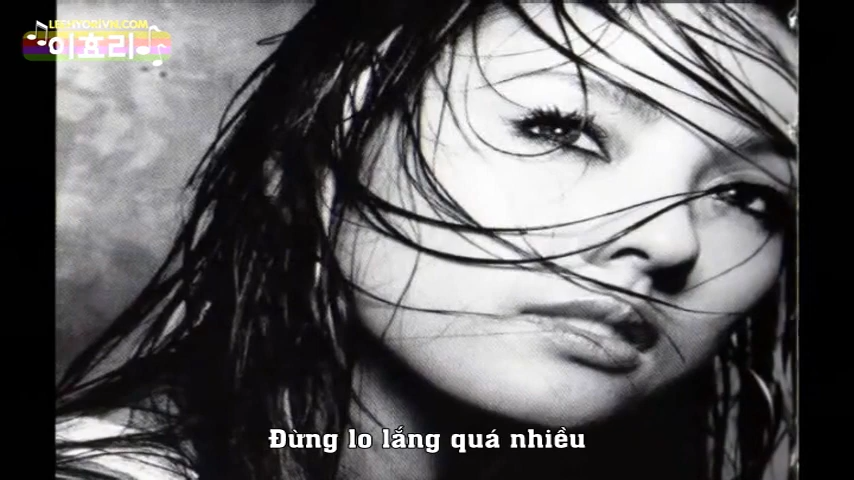 LEEHYORIVN.COM
이효리
Đừng lo lắng quá nhiều